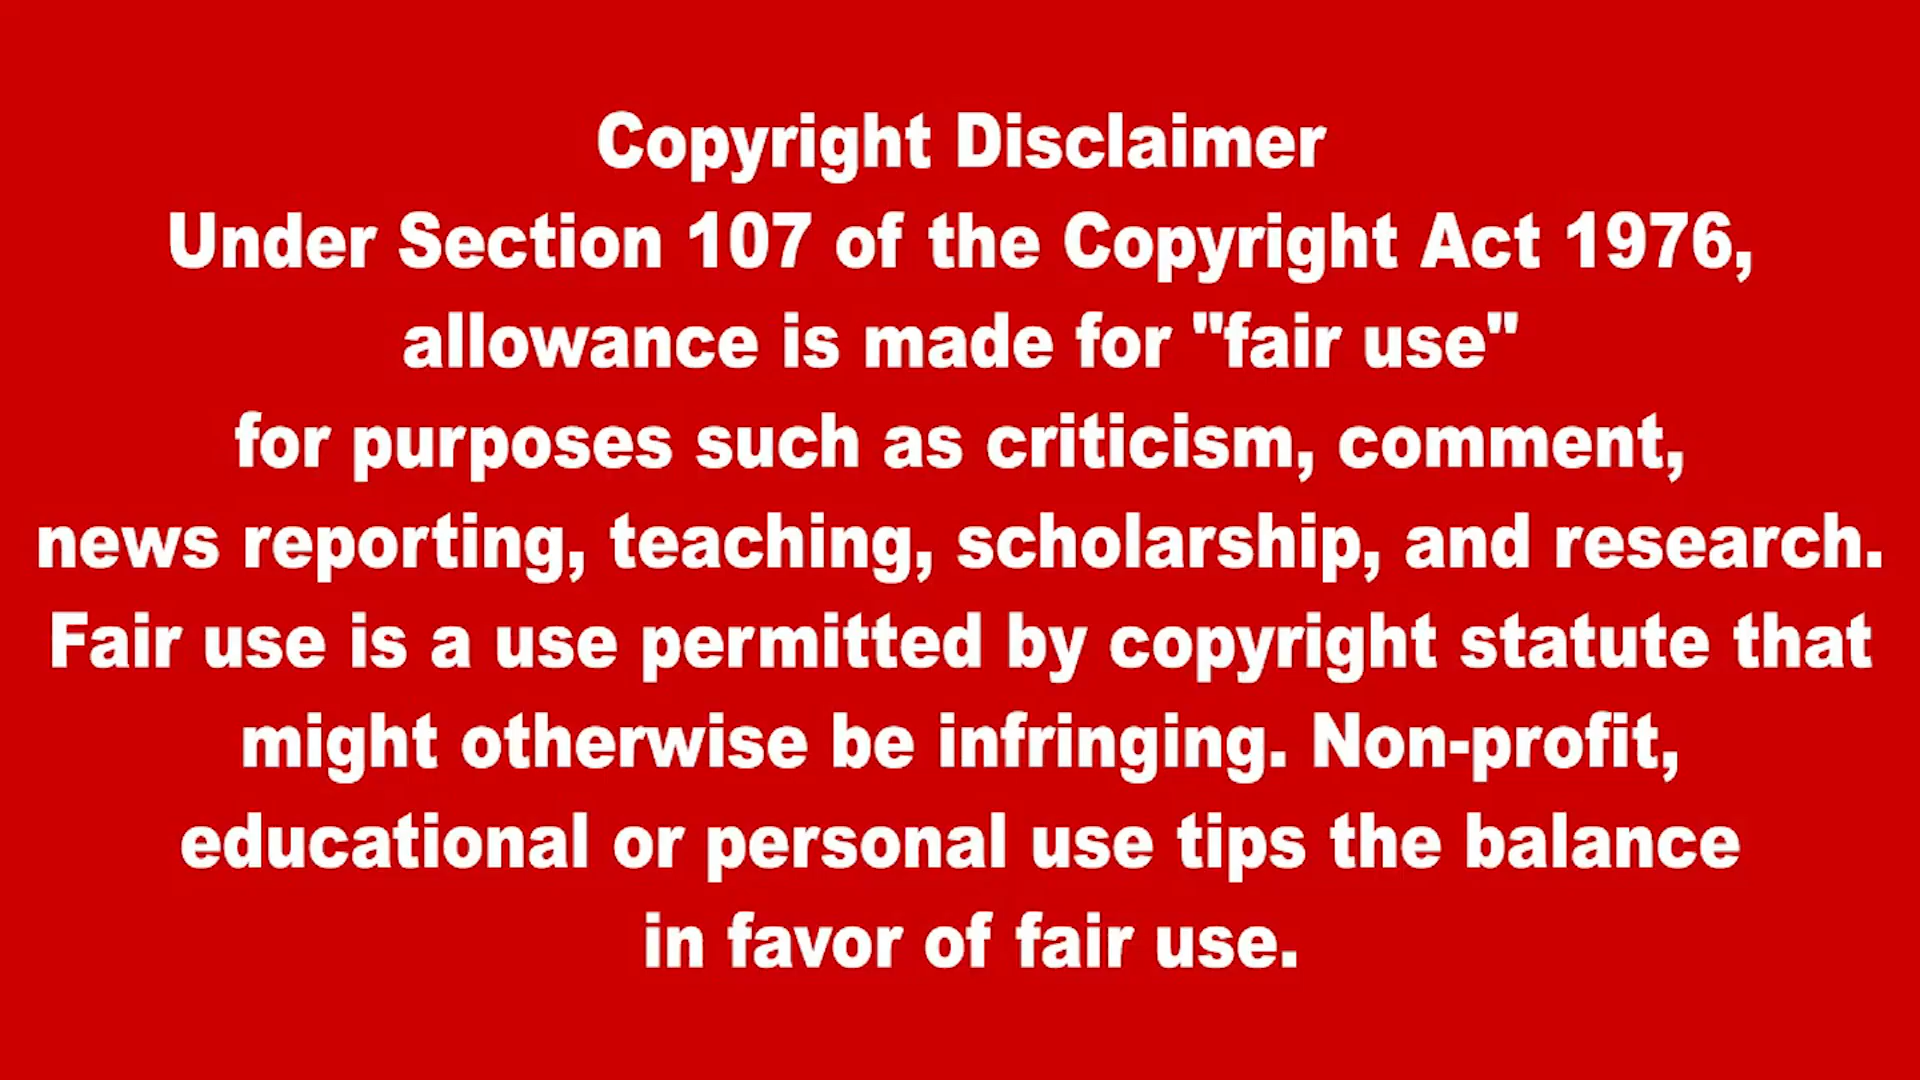 Copyright Disclaimer
Under Section 107 of the Copyright Act 1976,
allowance is made for "fair use"
for purposes such as criticism, comment,
news reporting, teaching, scholarship, and research.
Fair use is a use permitted by copyright statute that
might otherwise be infringing. Non-profit,
educational or personal use tips the balance
in favor of fair use.